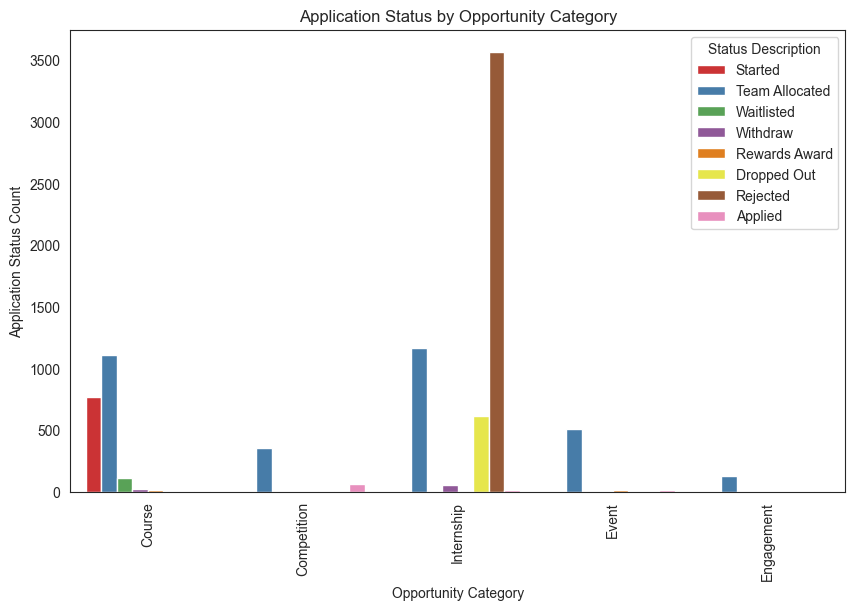 Application Status by Opportunity Category
Status Description
Started
Team Allocated
Waitlisted
Withdraw
Rewards Award
Dropped Out
Rejected
Applied
Application Status Count
3500
3000
2500
2000
1500
1000
500
0
Course
Competition
Internship
Event
Engagement
Opportunity Category